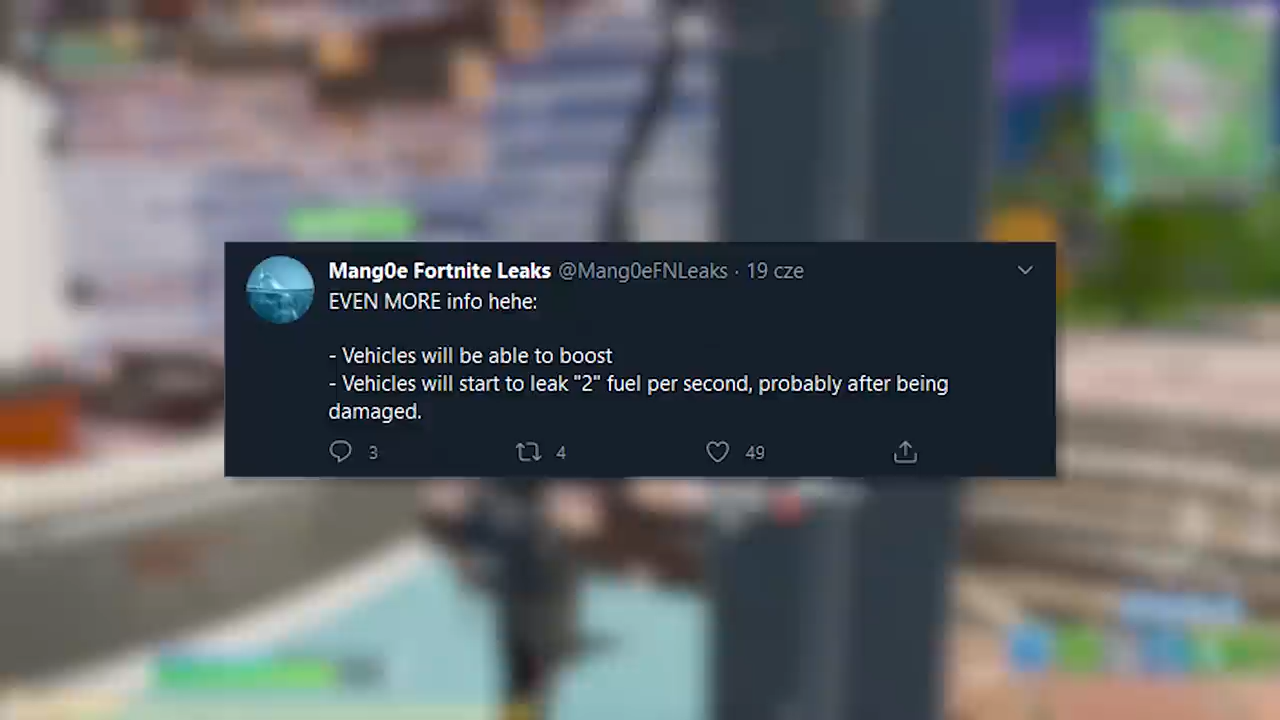 Mang0e Fortnite Leaks @Mang0eFNLeaks · 19 cze
EVEN MORE info hehe:
- Vehicles will be able to boost
- Vehicles will start to leak "2" fuel per second, probably after being
damaged.
3 4 49